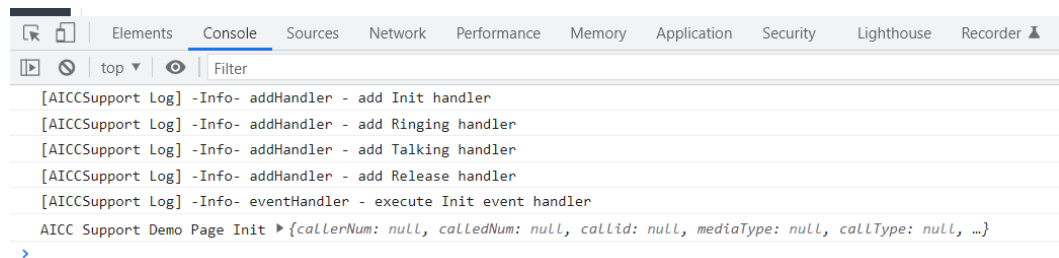 Elements Console Sources Network Performance Memory Application Security Lighthouse Recorder
top Filter
[AICCSupport Log] -Info- addHandler - add Init handler
[AICCSupport Log] -Info- addHandler - add Ringing handler
[AICCSupport Log] -Info- addHandler - add Talking handler
[AICCSupport Log] -Info- addHandler - add Release handler
[AICCSupport Log] -Info- eventHandler - execute Init event handler
AICC Support Demo Page Init ▶{callerNum: null, calledNum: null, callid: null, mediaType: null, callType: null, …}
>